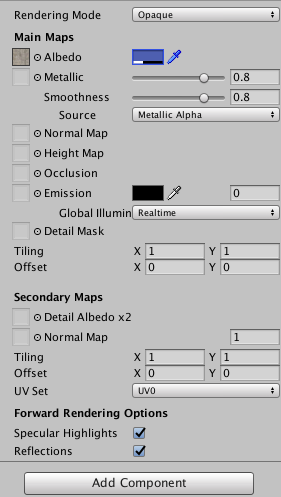 Rendering Mode Opaque
Main Maps
Albedo
Metallic 0.8
Smoothness 0.8
Source Metallic Alpha
Normal Map
Height Map
Occlusion
Emission 0
Global Illumin Realtime
Detail Mask
Tiling X 1 Y 1
Offset X 0 Y 0
Secondary Maps
Detail Albedo x2
Normal Map 1
Tiling X 1 Y 1
Offset X 0 Y 0
UV Set UV0
Forward Rendering Options
Specular Highlights
Reflections
Add Component